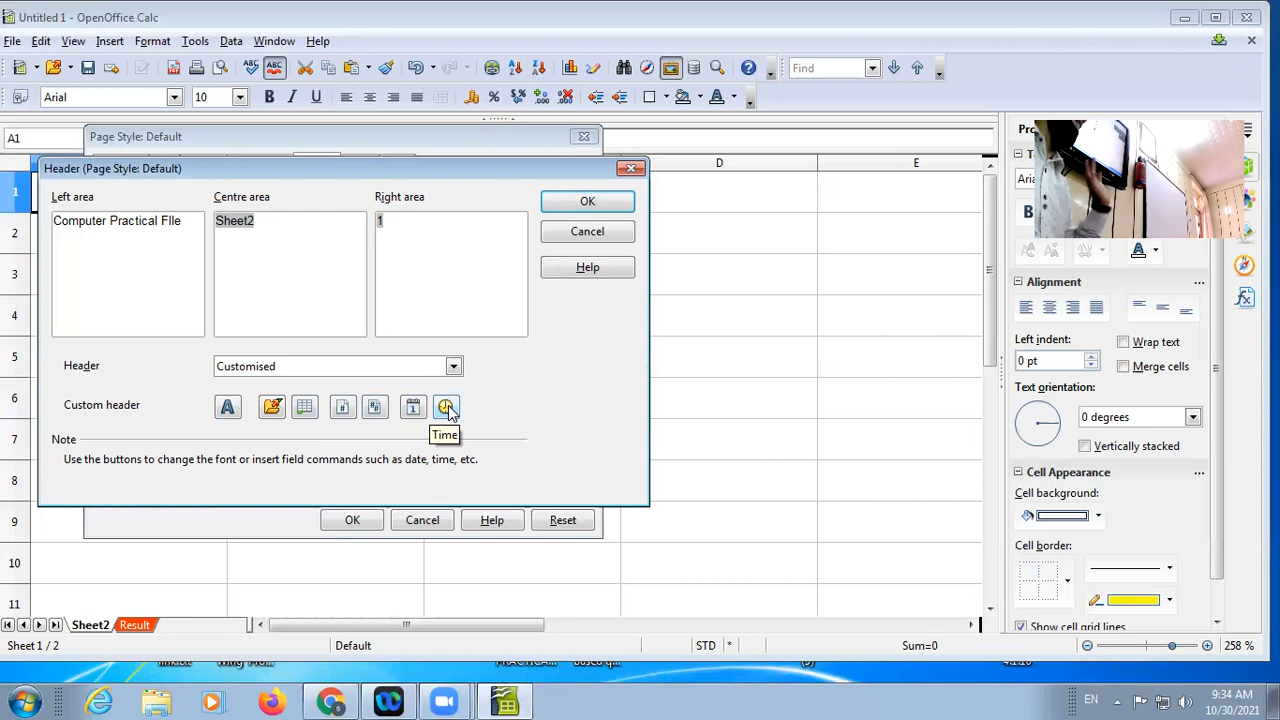 Untitled 1 - OpenOffice Calc
File Edit View Insert Format Tools Data Window Help
Find
Arial 10
A1
Page Style: Default
Header (Page Style: Default)
D E
Left area Centre area Right area
Computer Practical FIle Sheet2 1
OK
Cancel
Help
Header Customised
Custom header
Time
Note
Use the buttons to change the font or insert field commands such as date, time, etc.
OK Cancel Help Reset
1
2
3
4
5
6
7
8
9
10
11
Alignment
Left indent:
0 pt
Wrap text
Merge cells
Text orientation:
0 degrees
Vertically stacked
Cell Appearance
Cell background:
Cell border:
Show cell grid lines
Sheet2 Result
Sheet 1 / 2 Default STD * Sum=0 258 %
EN
9:34 AM
10/30/2021